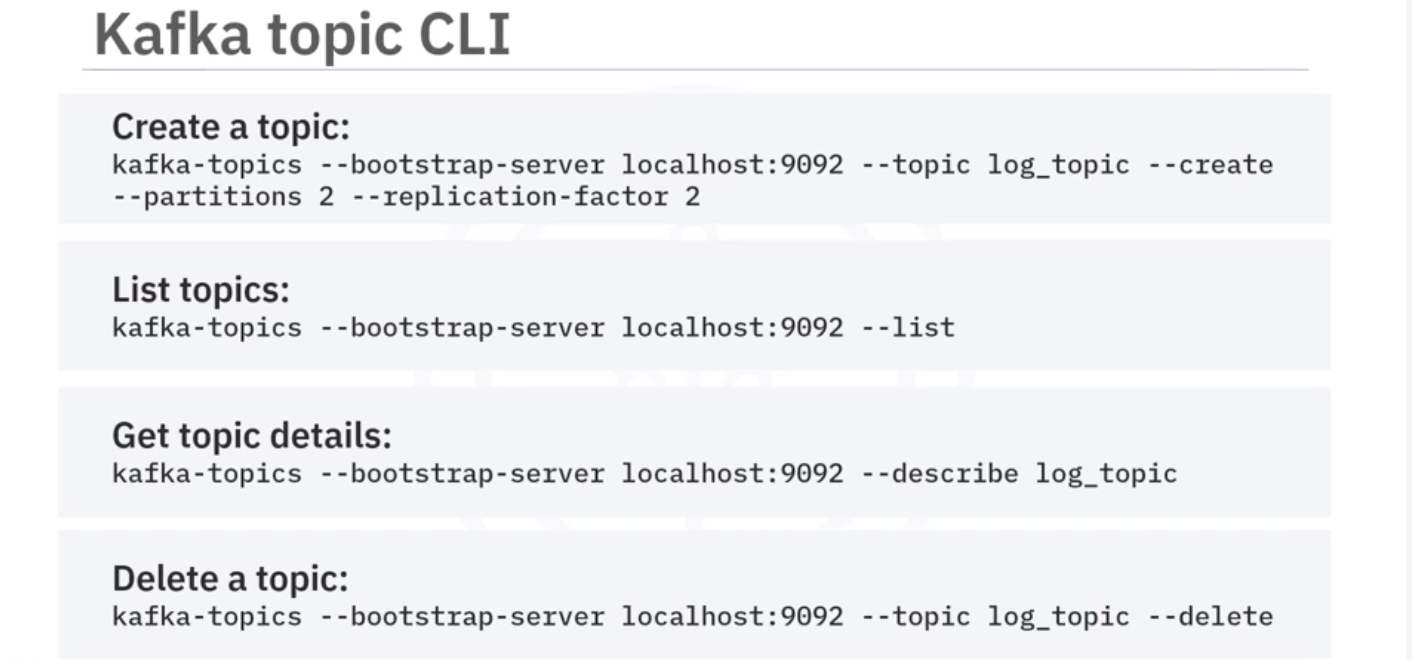 Kafka topic CLI
Create a topic:
kafka-topics --bootstrap-server localhost:9092 --topic log_topic --create
--partitions 2 --replication-factor 2
List topics:
kafka-topics --bootstrap-server localhost:9092 --list
Get topic details:
kafka-topics --bootstrap-server localhost:9092 --describe log_topic
Delete a topic:
kafka-topics --bootstrap-server localhost:9092 --topic log_topic --delete